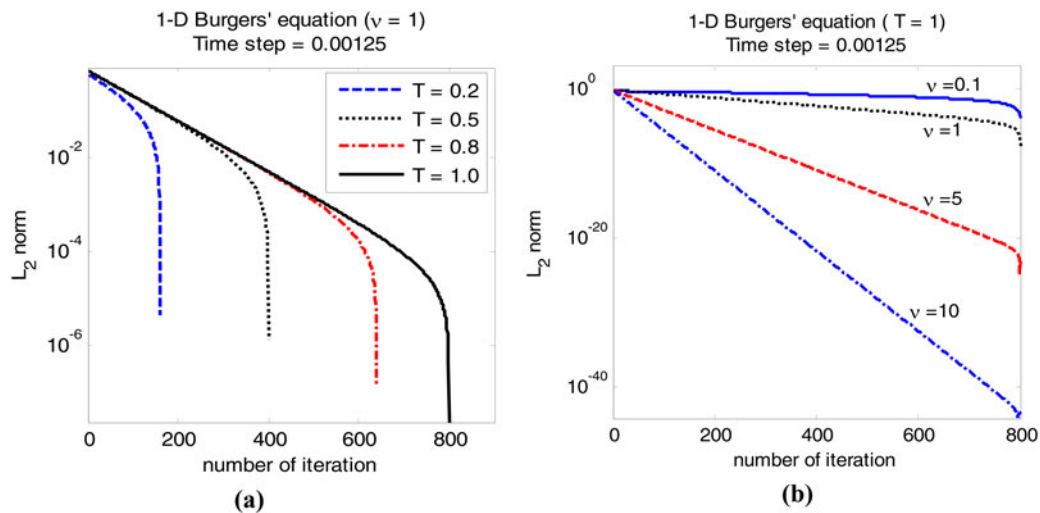 1-D Burgers' equation (ν = 1)
Time step = 0.00125
T = 0.2
T = 0.5
T = 0.8
T = 1.0
10^-2
10^-4
10^-6
L2 norm
0 200 400 600 800
number of iteration
(a)
1-D Burgers' equation ( T = 1)
Time step = 0.00125
10^0
10^-20
10^-40
L2 norm
ν=0.1
ν=1
ν=5
ν=10
0 200 400 600 800
number of iteration
(b)